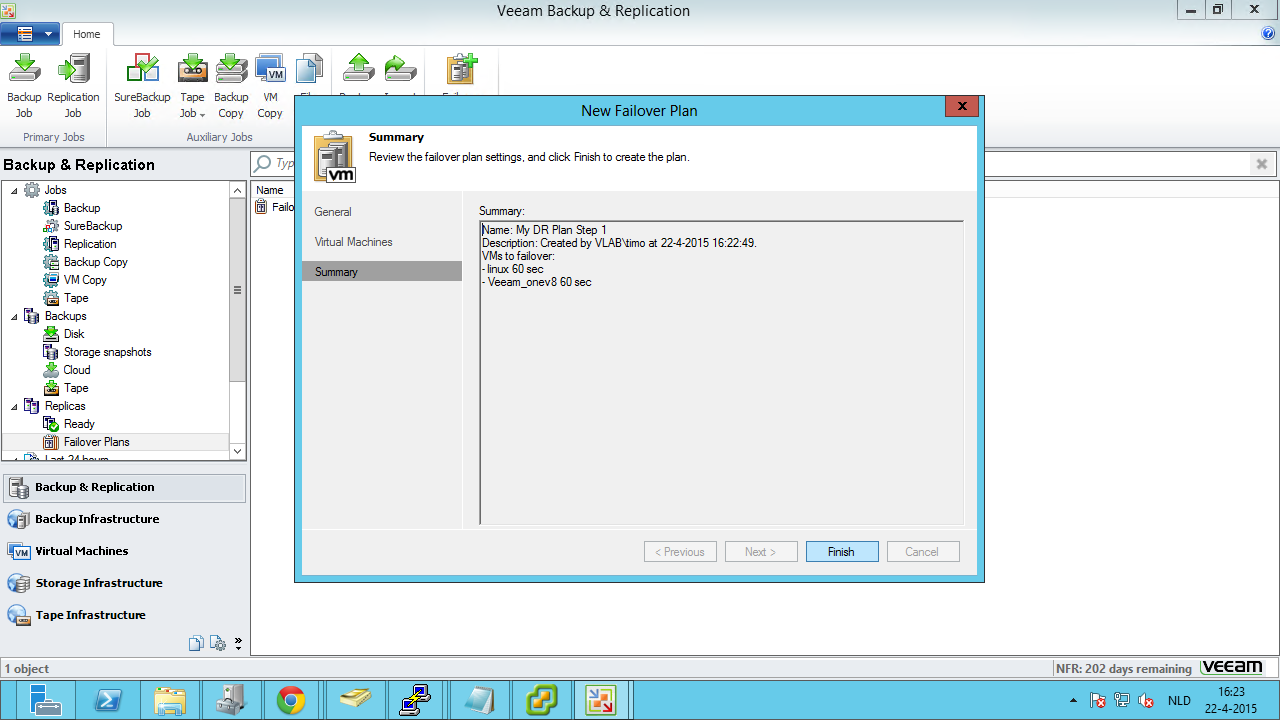 Veeam Backup & Replication
Home
Backup Job
Replication Job
SureBackup Job
Tape Job
Backup Copy
VM Copy
Primary Jobs
Auxiliary Jobs
New Failover Plan
Summary
Review the failover plan settings, and click Finish to create the plan.
vm
General
Virtual Machines
Summary
Summary:
Name: My DR Plan Step 1
Description: Created by VLAB\timo at 22-4-2015 16:22:49.
VMs to failover:
- linux 60 sec
- Veeam_onev8 60 sec
< Previous
Next >
Finish
Cancel
Backup & Replication
Name
Jobs
Backup
SureBackup
Replication
Backup Copy
VM Copy
Tape
Backups
Disk
Storage snapshots
Cloud
Tape
Replicas
Ready
Failover Plans
Last 24 hours
Backup & Replication
Backup Infrastructure
Virtual Machines
Storage Infrastructure
Tape Infrastructure
1 object
NFR: 202 days remaining
veeam
NLD
16:23
22-4-2015